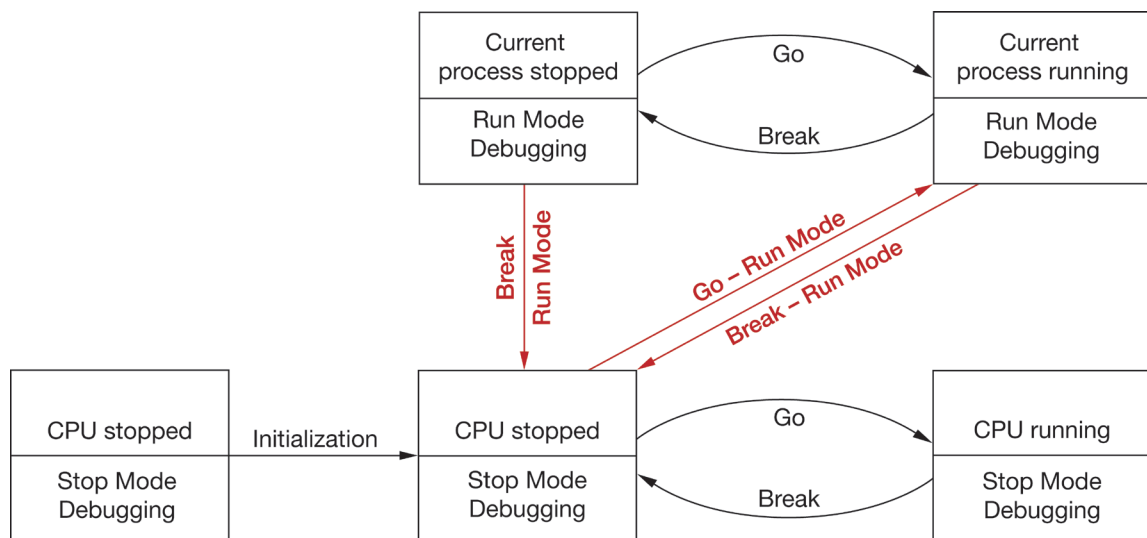 Current
process stopped
Run Mode
Debugging
Go
Break
Current
process running
Run Mode
Debugging
Break
Run Mode
Go – Run Mode
Break – Run Mode
CPU stopped
Stop Mode
Debugging
Initialization
CPU stopped
Stop Mode
Debugging
Go
Break
CPU running
Stop Mode
Debugging